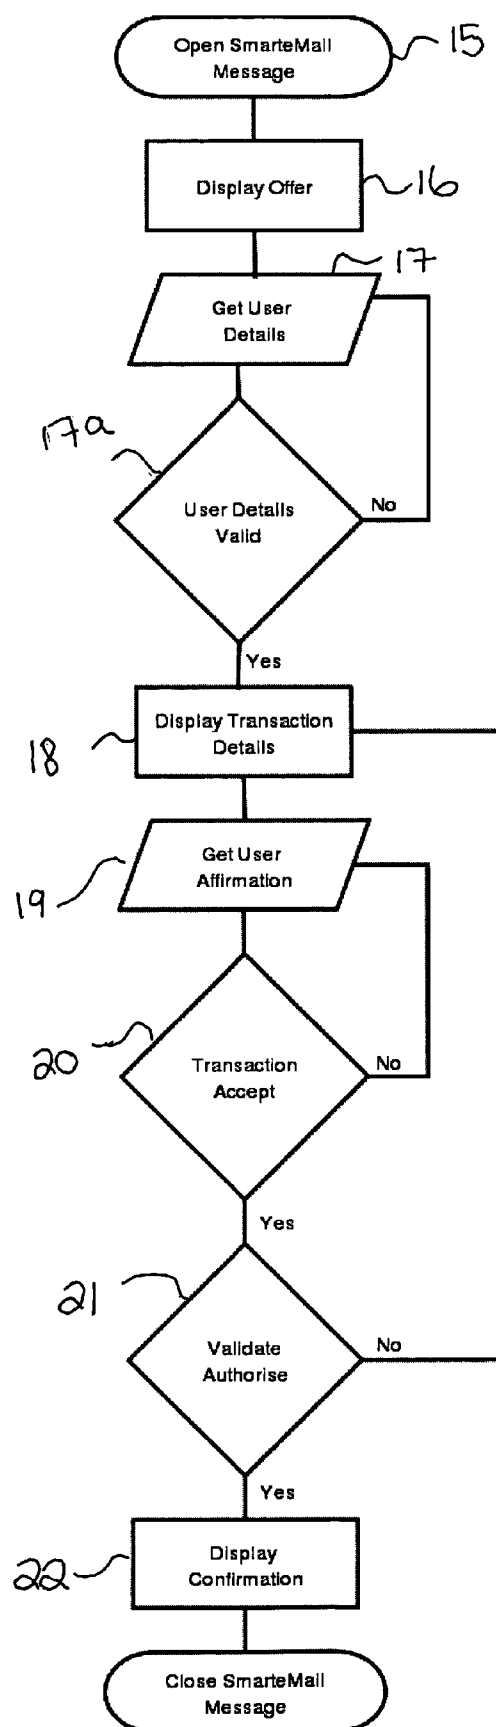 Open SmarteMail
Message
15
Display Offer
16
17
Get User
Details
17a
User Details
Valid
No
Yes
Display Transaction
Details
18
Get User
Affirmation
19
20
Transaction
Accept
No
Yes
21
Validate
Authorise
No
Yes
Display
Confirmation
22
Close SmarteMail
Message